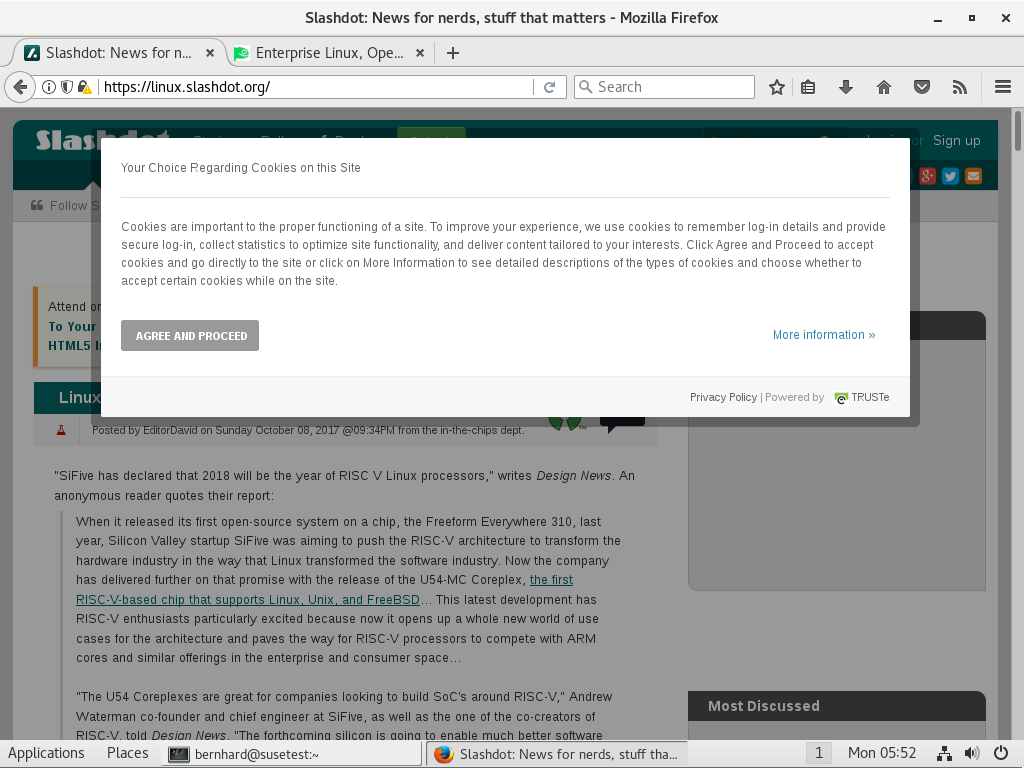 Slashdot: News for nerds, stuff that matters - Mozilla Firefox
Slashdot: News for n...
Enterprise Linux, Ope...
https://linux.slashdot.org/
Search
Slashdot
Sign up
Follow S
Your Choice Regarding Cookies on this Site
Cookies are important to the proper functioning of a site. To improve your experience, we use cookies to remember log-in details and provide
secure log-in, collect statistics to optimize site functionality, and deliver content tailored to your interests. Click Agree and Proceed to accept
cookies and go directly to the site or click on More Information to see detailed descriptions of the types of cookies and choose whether to
accept certain cookies while on the site.
AGREE AND PROCEED
More information »
Privacy Policy | Powered by TRUSTe
Attend or
To Your
HTML5 I
Linux
Posted by EditorDavid on Sunday October 08, 2017 @09:34PM from the in-the-chips dept.
"SiFive has declared that 2018 will be the year of RISC V Linux processors," writes Design News. An
anonymous reader quotes their report:
When it released its first open-source system on a chip, the Freeform Everywhere 310, last
year, Silicon Valley startup SiFive was aiming to push the RISC-V architecture to transform the
hardware industry in the way that Linux transformed the software industry. Now the company
has delivered further on that promise with the release of the U54-MC Coreplex, the first
RISC-V-based chip that supports Linux, Unix, and FreeBSD... This latest development has
RISC-V enthusiasts particularly excited because now it opens up a whole new world of use
cases for the architecture and paves the way for RISC-V processors to compete with ARM
cores and similar offerings in the enterprise and consumer space...
"The U54 Coreplexes are great for companies looking to build SoC's around RISC-V," Andrew
Waterman co-founder and chief engineer at SiFive, as well as the one of the co-creators of
RISC-V, told Design News. "The forthcoming silicon is going to enable much better software
Most Discussed
Applications
Places
bernhard@susetest:~
Slashdot: News for nerds, stuff tha...
1
Mon 05:52